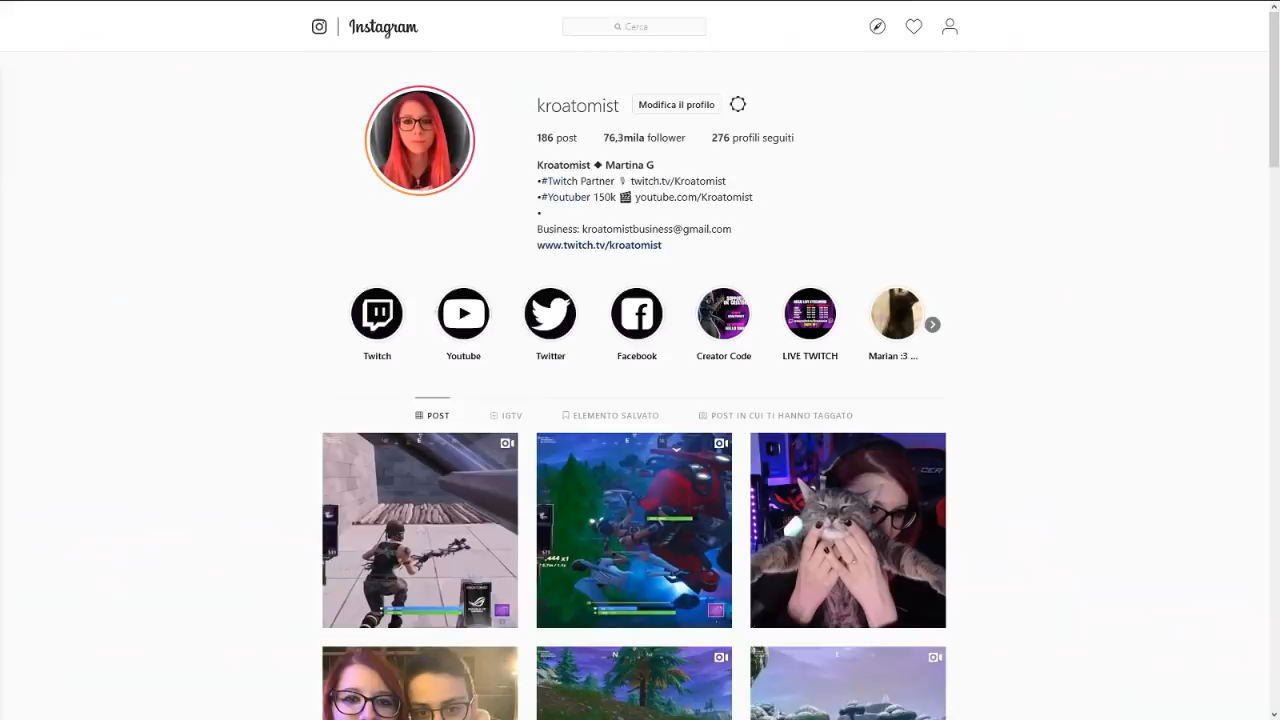 Instagram
Cerca
kroatomist
Modifica il profilo
186 post 76,3mila follower 276 profili seguiti
Kroatomist ◆ Martina G
•#Twitch Partner 🎙 twitch.tv/Kroatomist
•#Youtuber 150k 🎬 youtube.com/Kroatomist
•
Business: kroatomistbusiness@gmail.com
www.twitch.tv/kroatomist
Twitch
Youtube
Twitter
Facebook
Creator Code
LIVE TWITCH
Marian :3 ...
POST
IGTV
ELEMENTO SALVATO
POST IN CUI TI HANNO TAGGATO